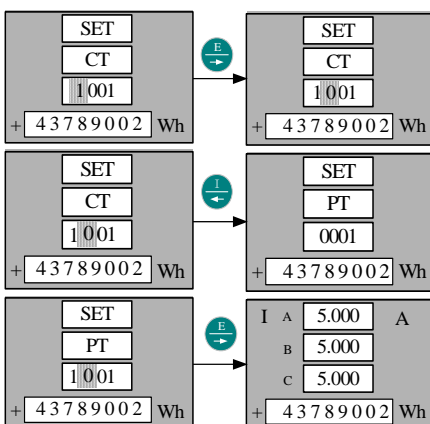 SET
CT
1001
+ 43789002 Wh
E
SET
CT
1001
+ 43789002 Wh
SET
CT
1001
+ 43789002 Wh
I
SET
PT
0001
+ 43789002 Wh
SET
PT
1001
+ 43789002 Wh
E
I A 5.000 A
B 5.000
C 5.000
+ 43789002 Wh